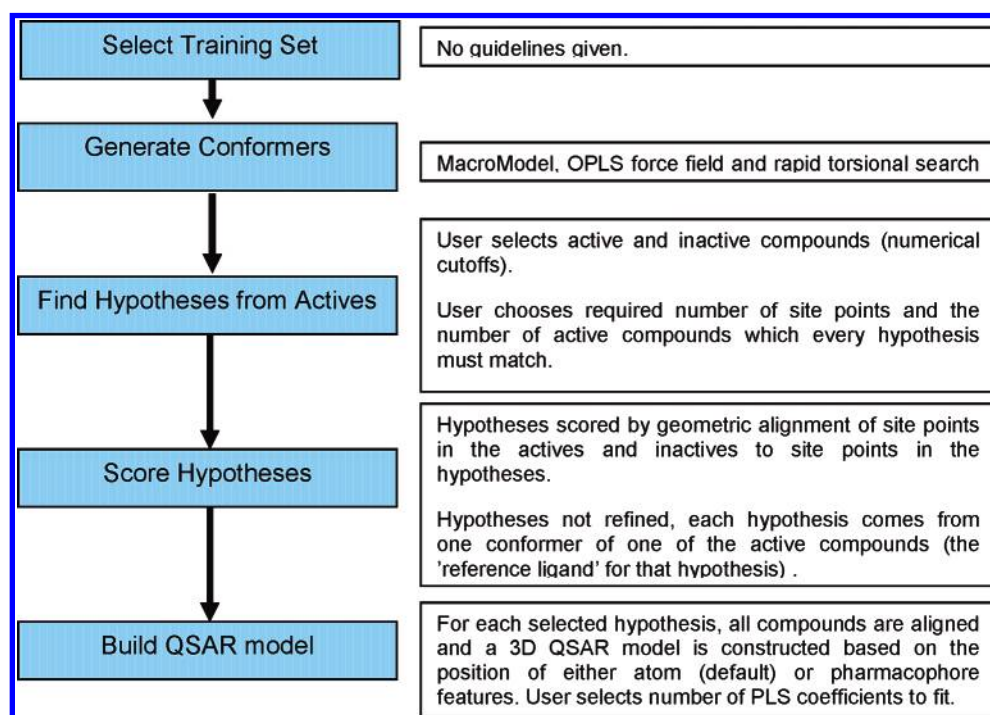 Select Training Set
No guidelines given.
Generate Conformers
MacroModel, OPLS force field and rapid torsional search
Find Hypotheses from Actives
User selects active and inactive compounds (numerical
cutoffs).
User chooses required number of site points and the
number of active compounds which every hypothesis
must match.
Score Hypotheses
Hypotheses scored by geometric alignment of site points
in the actives and inactives to site points in the
hypotheses.
Hypotheses not refined, each hypothesis comes from
one conformer of one of the active compounds (the
'reference ligand' for that hypothesis) .
Build QSAR model
For each selected hypothesis, all compounds are aligned
and a 3D QSAR model is constructed based on the
position of either atom (default) or pharmacophore
features. User selects number of PLS coefficients to fit.